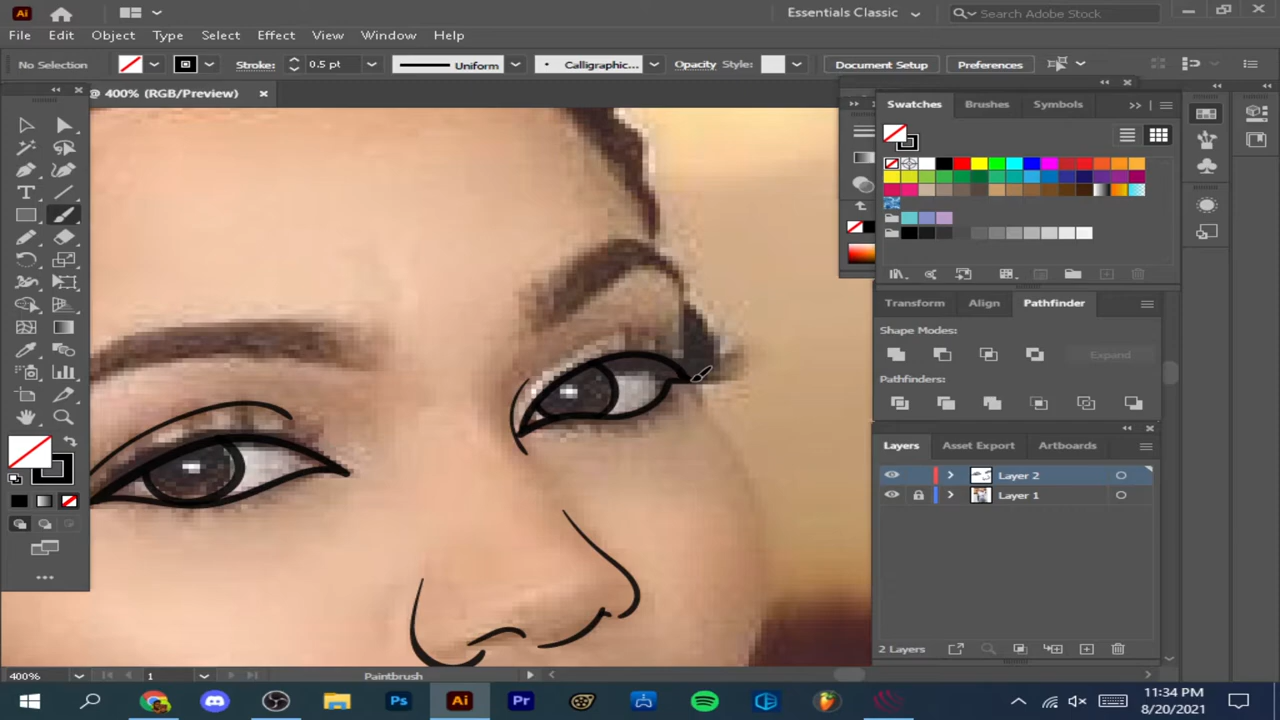 Ai
Essentials Classic
Search Adobe Stock
File Edit Object Type Select Effect View Window Help
No Selection
Stroke:
0.5 pt
Uniform
Calligraphic...
Opacity
Style:
Document Setup
Preferences
@ 400% (RGB/Preview)
Swatches Brushes Symbols
Transform Align Pathfinder
Shape Modes:
Expand
Pathfinders:
Layers Asset Export Artboards
Layer 2
Layer 1
2 Layers
400%
1
Paintbrush
Ps
Ai
Pr
11:34 PM
8/20/2021